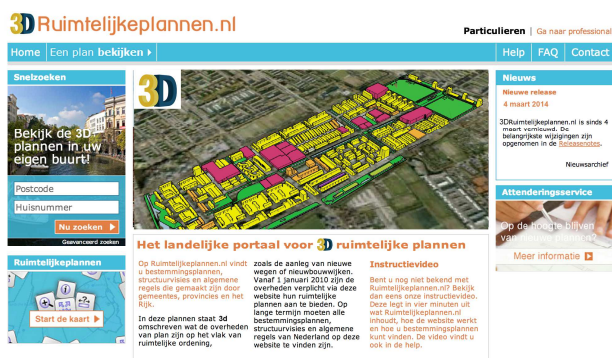 3D Ruimtelijkeplannen.nl
Particulieren | Ga naar professional
Home
Een plan bekijken
Help
FAQ
Contact
Snelzoeken
Bekijk de 3D-
plannen in uw
eigen buurt!
Postcode
Huisnummer
Nu zoeken
Geavanceerd zoeken
Ruimtelijkeplannen
Start de kaart
3D
Het landelijke portaal voor 3D ruimtelijke plannen
Op Ruimtelijkeplannen.nl vindt
u bestemmingsplannen,
structuurvisies en algemene
regels die gemaakt zijn door
gemeentes, provincies en het
Rijk.
In deze plannen staat 3d
omschreven wat de overheden
van plan zijn op het vlak van
ruimtelijke ordening,
zoals de aanleg van nieuwe
wegen of nieuwbouwwijken.
Vanaf 1 januari 2010 zijn de
overheden verplicht via deze
website hun ruimtelijke
plannen aan te bieden. Op
lange termijn moeten alle
bestemmingsplannen,
structuurvisies en algemene
regels van Nederland op deze
website te vinden zijn.
Instructievideo
Bent u nog niet bekend met
Ruimtelijkeplannen.nl? Bekijk
dan eens onze instructievideo.
Deze legt in vier minuten uit
wat Ruimtelijkeplannen.nl
inhoudt, hoe de website werkt
en hoe u bestemmingsplannen
kunt vinden. De video vindt u
ook in de help.
Nieuws
Nieuwe release
4 maart 2014
3DRuimtelijkeplannen.nl is sinds 4
maart vernieuwd. De
belangrijkste wijzigingen zijn
opgenomen in de Releasenotes.
Nieuwsarchief
Attenderingsservice
Op de hoogte blijven
van nieuwe plannen?
Meer informatie